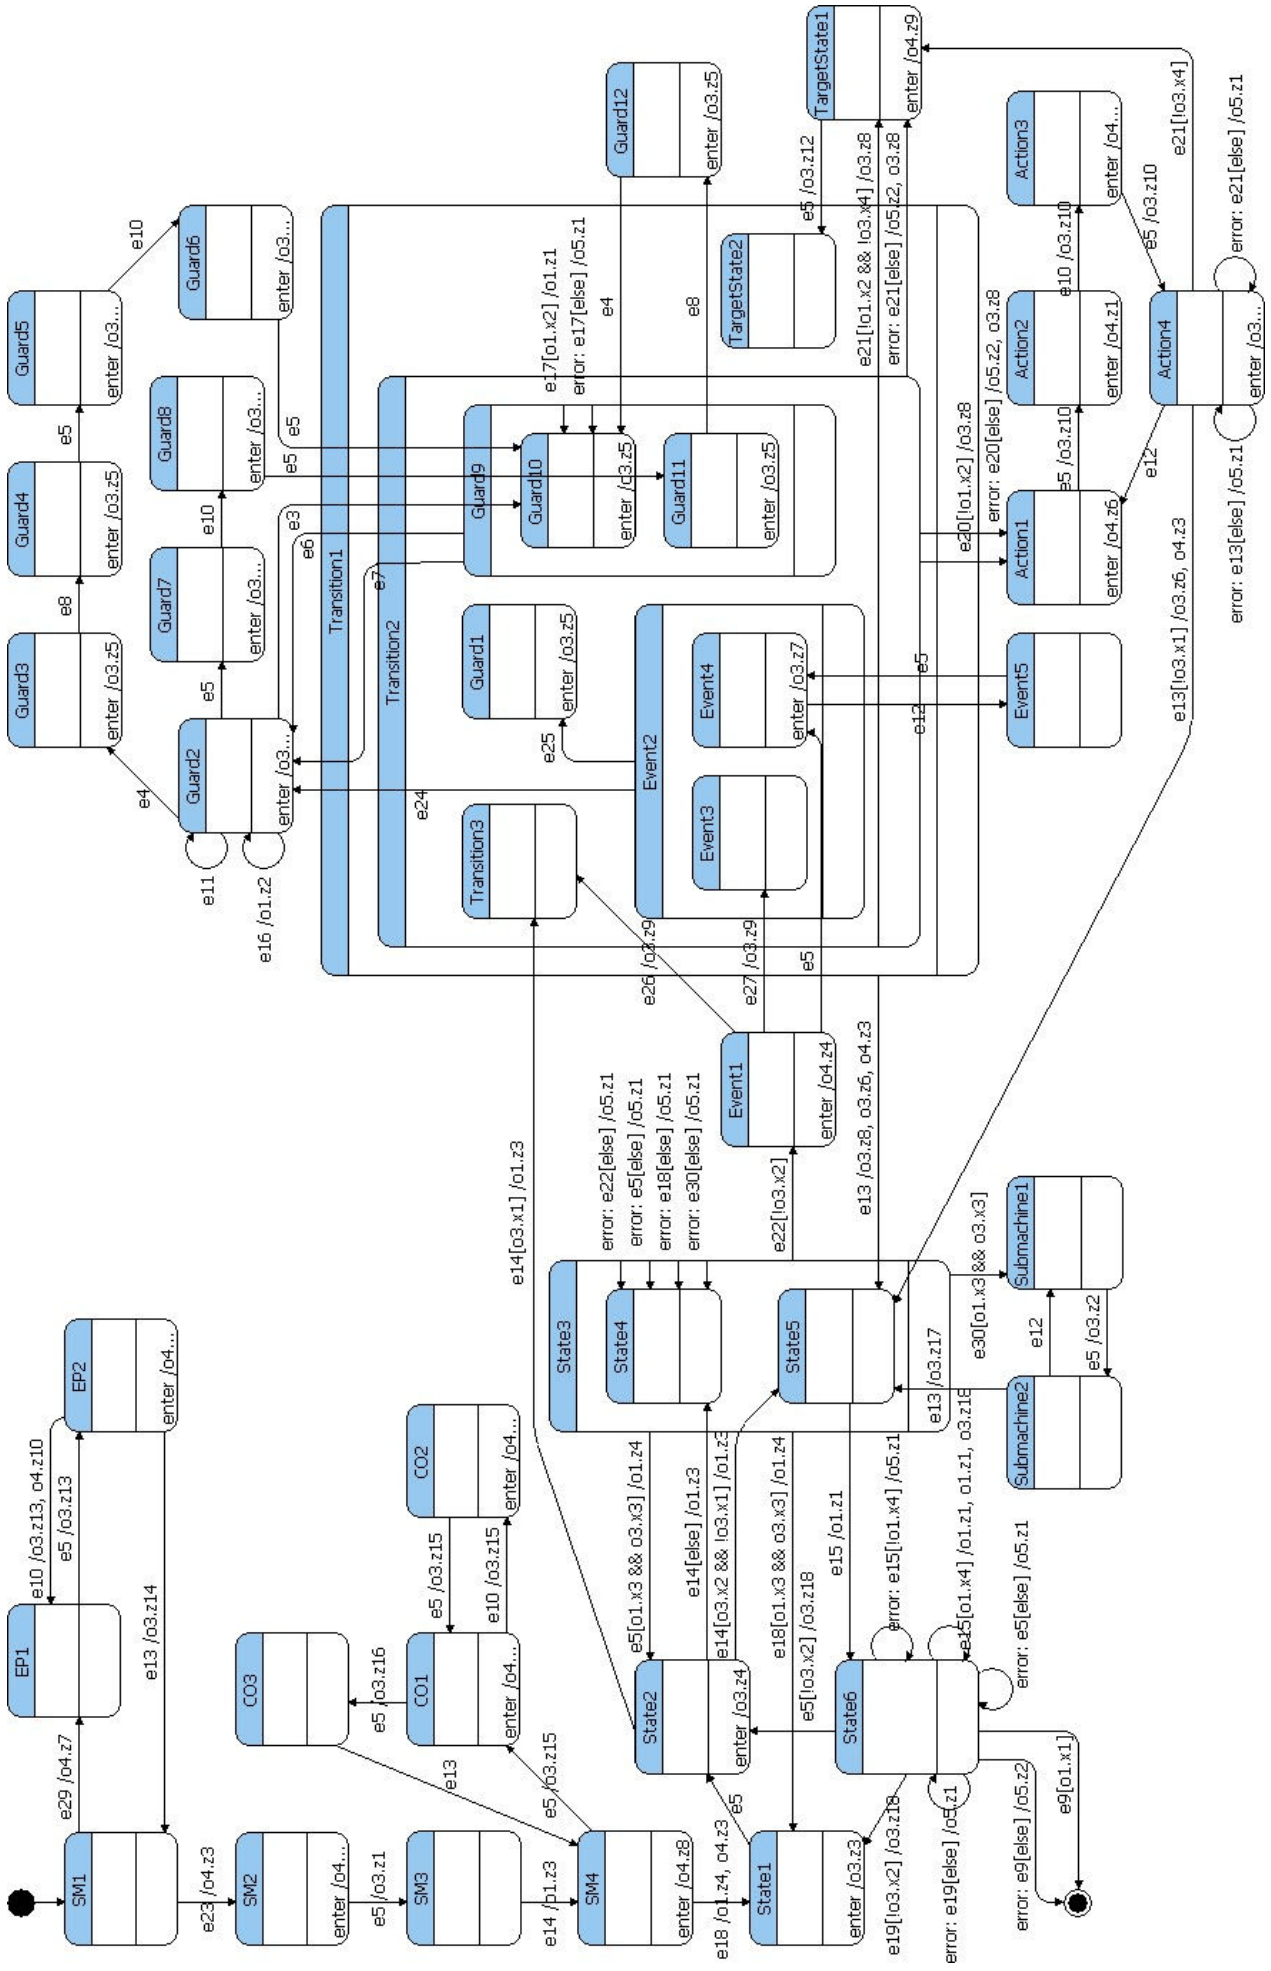 SM1
e29 /o4.z7
EP1
e10 /o3.z13, o4.z10
e5 /o3.z13
EP2
enter /o4...
e13 /o3.z14
e23 /o4.z3
SM2
enter /o4...
e5 /o3.z1
SM3
e14 /o1.z3
SM4
enter /o4.z8
CO3
e13
e5 /o3.z16
CO1
enter /o4...
e5 /o3.z15
e5 /o3.z15
e10 /o3.z15
CO2
enter /o4...
e18 /o1.z4, o4.z3
State1
enter /o3.z3
e5
State2
enter /o3.z4
e14[o3.x1] /o1.z3
e5[o1.x3 && o3.x3] /o1.z4
e14[else] /o1.z3
e14[o3.x2 && !o3.x1] /o1.z3
e18[o1.x3 && o3.x3] /o1.z4
e5[!o3.x2] /o3.z18
State6
e15 /o1.z1
error: e15[!o1.x4] /o5.z1
e15[o1.x4] /o1.z1, o1.z1, o3.z18
error: e5[else] /o5.z1
e19[!o3.x2] /o3.z18
error: e19[else] /o5.z1
error: e9[else] /o5.z2
e9[o1.x1]
State3
State4
State5
error: e22[else] /o5.z1
error: e5[else] /o5.z1
error: e18[else] /o5.z1
error: e30[else] /o5.z1
e22[!o3.x2]
e13 /o3.z8, o3.z6, o4.z3
e13 /o3.z17
e30[o1.x3 && o3.x3]
Submachine1
e12
e5 /o3.z2
Submachine2
Event1
enter /o4.z4
e26 /o3.z9
e27 /o3.z9
e5
Transition1
Transition2
Transition3
Event2
Event3
Event4
enter /o3.z7
e25
Guard1
enter /o3.z5
e24
e12
e5
Event5
Guard2
enter /o3...
e11
e16 /o1.z2
e4
Guard3
enter /o3.z5
e8
Guard4
enter /o3.z5
e5
Guard5
enter /o3...
e10
Guard6
enter /o3...
e5
Guard7
enter /o3...
e10
Guard8
enter /o3...
e5
e5
e3
e6
e7
Guard9
Guard10
enter /o3.z5
Guard11
enter /o3.z5
e17[o1.x2] /o1.z1
error: e17[else] /o5.z1
e4
e8
Guard12
enter /o3.z5
TargetState2
e5 /o3.z12
TargetState1
enter /o4.z9
e21[!o1.x2 && !o3.x4] /o3.z8
error: e21[else] /o5.z2, o3.z8
e20[!o1.x2] /o3.z8
error: e20[else] /o5.z2, o3.z8
Action1
enter /o4.z6
e5 /o3.z10
Action2
enter /o4.z1
e10 /o3.z10
Action3
enter /o4...
e5 /o3.z10
Action4
enter /o3...
e12
e21[!o3.x4]
error: e21[else] /o5.z1
error: e13[else] /o5.z1
e13[!o3.x1] /o3.z6, o4.z3